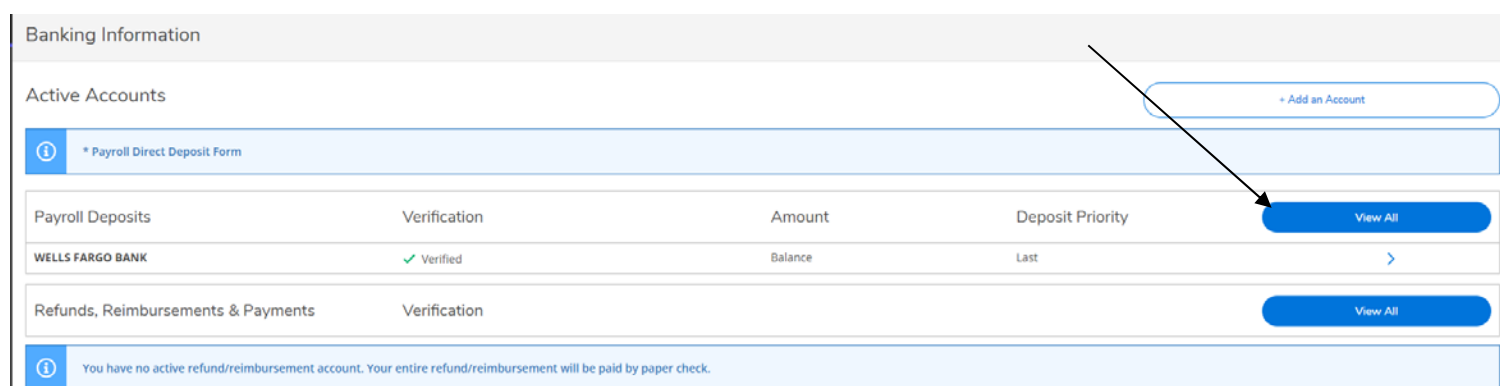 Banking Information
Active Accounts
+ Add an Account
* Payroll Direct Deposit Form
Payroll Deposits Verification Amount Deposit Priority View All
WELLS FARGO BANK Verified Balance Last
Refunds, Reimbursements & Payments Verification View All
You have no active refund/reimbursement account. Your entire refund/reimbursement will be paid by paper check.